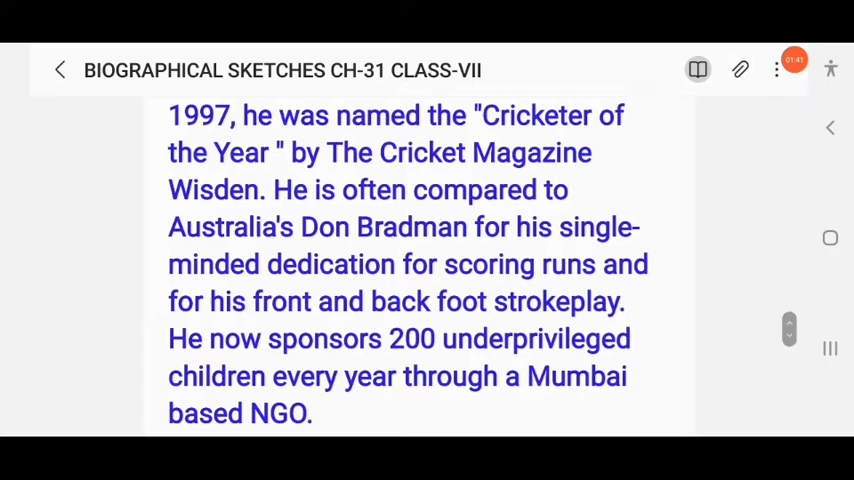 BIOGRAPHICAL SKETCHES CH-31 CLASS-VII
01:41
1997, he was named the "Cricketer of
the Year " by The Cricket Magazine
Wisden. He is often compared to
Australia's Don Bradman for his single-
minded dedication for scoring runs and
for his front and back foot strokeplay.
He now sponsors 200 underprivileged
children every year through a Mumbai
based NGO.